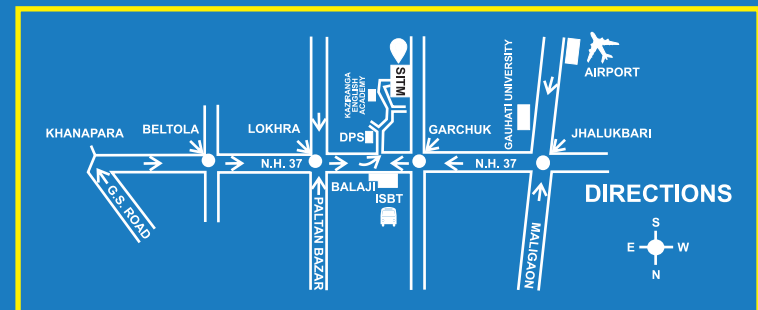 SITM
KAZIRANGA
ENGLISH
ACADEMY
GAUHATI UNIVERSITY
AIRPORT
KHANAPARA
BELTOLA
LOKHRA
DPS
GARCHUK
JHALUKBARI
N.H. 37
N.H. 37
G.S. ROAD
BALAJI
ISBT
PALTAN BAZAR
MALIGAON
DIRECTIONS
S
E
W
N